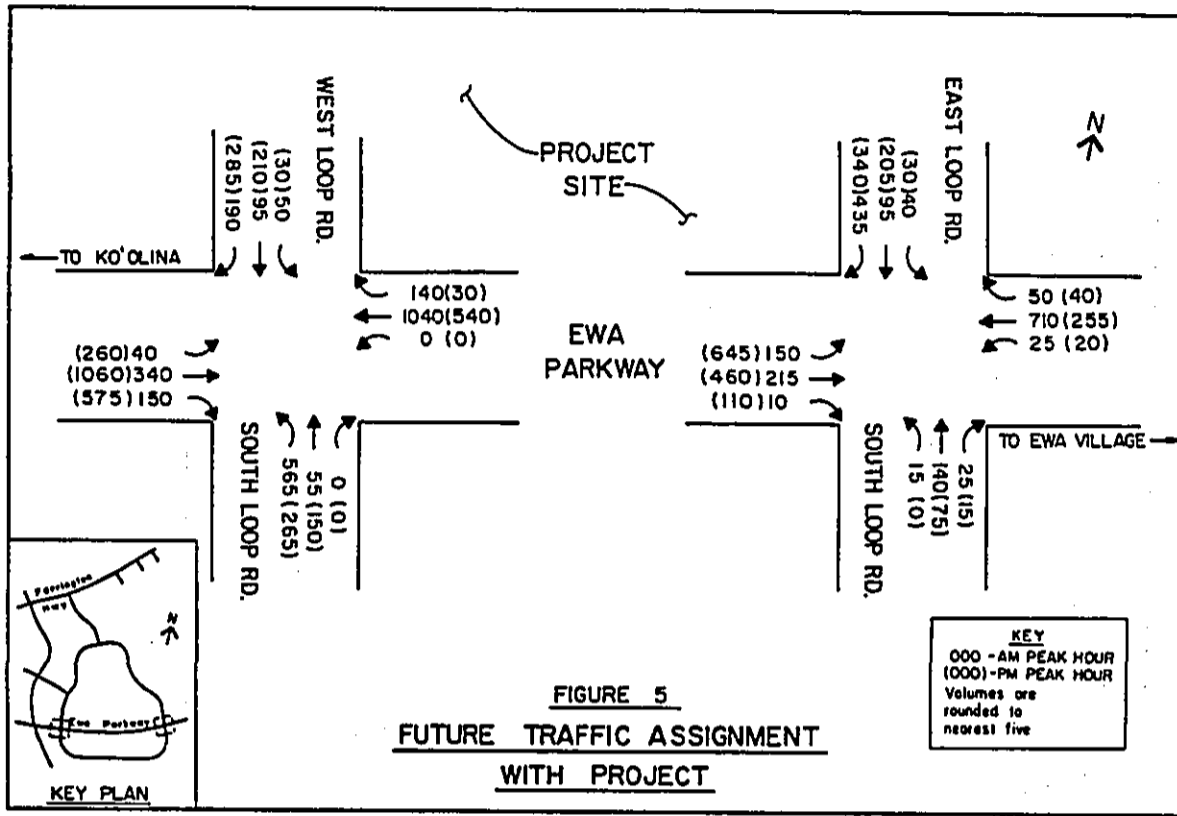 WEST LOOP RD.
(30)50
(210)95
(285)190
TO KO'OLINA
140(30)
1040(540)
0 (0)
(260)40
(1060)340
(575)150
0 (0)
55 (150)
565(265)
SOUTH LOOP RD.
PROJECT
SITE
EWA
PARKWAY
EAST LOOP RD.
(30)40
(205)95
(340)435
N
50 (40)
710(255)
25 (20)
(645)150
(460)215
(110)10
25(15)
140(75)
15 (0)
SOUTH LOOP RD.
TO EWA VILLAGE
Farrington
Hwy
N
Ewa Parkway
KEY PLAN
KEY
000 -AM PEAK HOUR
(000)-PM PEAK HOUR
Volumes are
rounded to
nearest five
FIGURE 5
FUTURE TRAFFIC ASSIGNMENT
WITH PROJECT